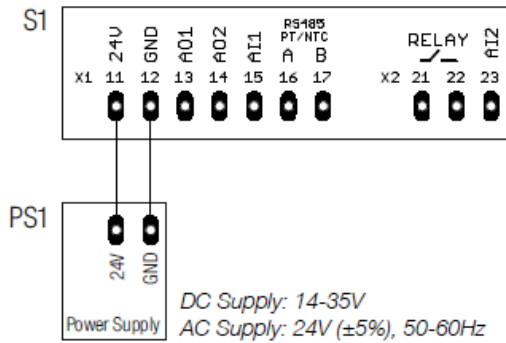 S1
RS485
PT/NTC
24V GND AO1 AO2 AI1 A B RELAY AI2
X1 11 12 13 14 15 16 17 X2 21 22 23
PS1
24V GND
Power Supply
DC Supply: 14-35V
AC Supply: 24V (±5%), 50-60Hz